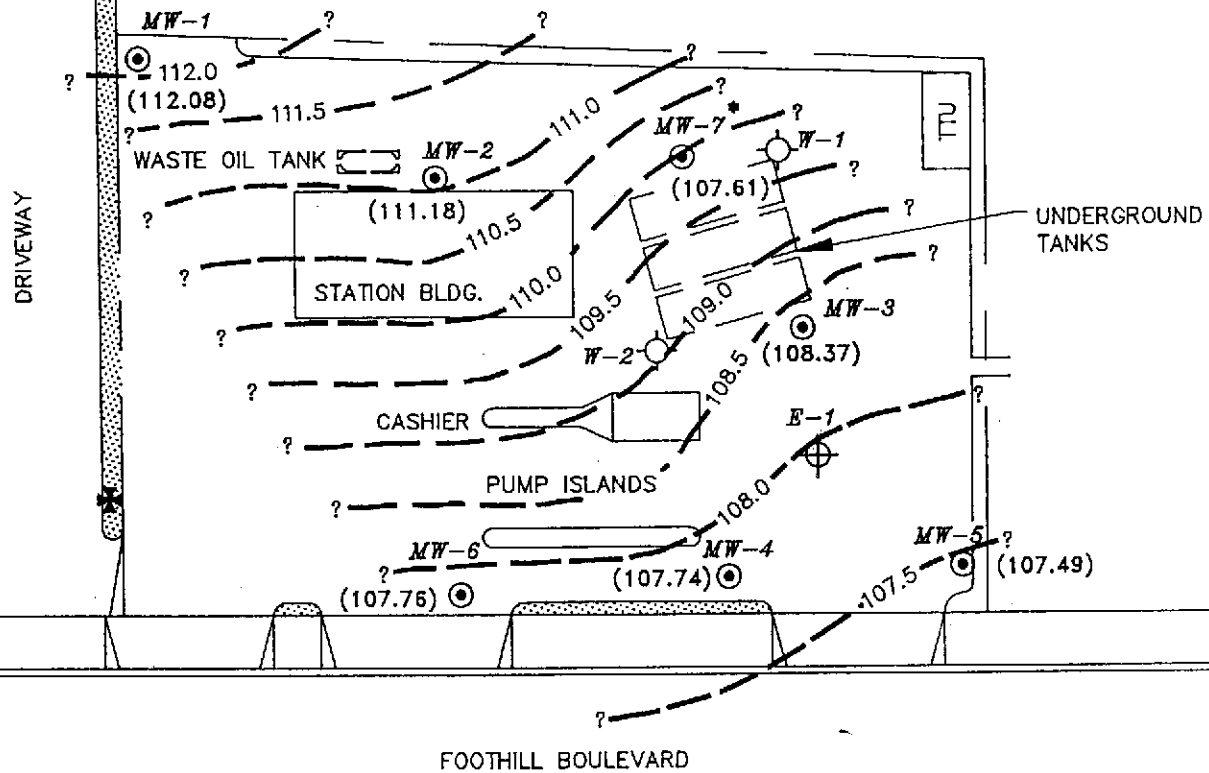 MW-1
?
?
?
?
112.0
(112.08)
?
111.5
111.0
MW-7
*
?
W-1
?
WASTE OIL TANK
MW-2
(111.18)
(107.61)
?
?
UNDERGROUND
TANKS
DRIVEWAY
?
110.5
110.0
?
STATION BLDG.
109.5
109.0
MW-3
(108.37)
?
W-2
108.5
?
?
CASHIER
E-1
?
PUMP ISLANDS
108.0
?
MW-6
(107.76)
?
MW-4
(107.74)
MW-5
?
(107.49)
107.5
?
FOOTHILL BOULEVARD